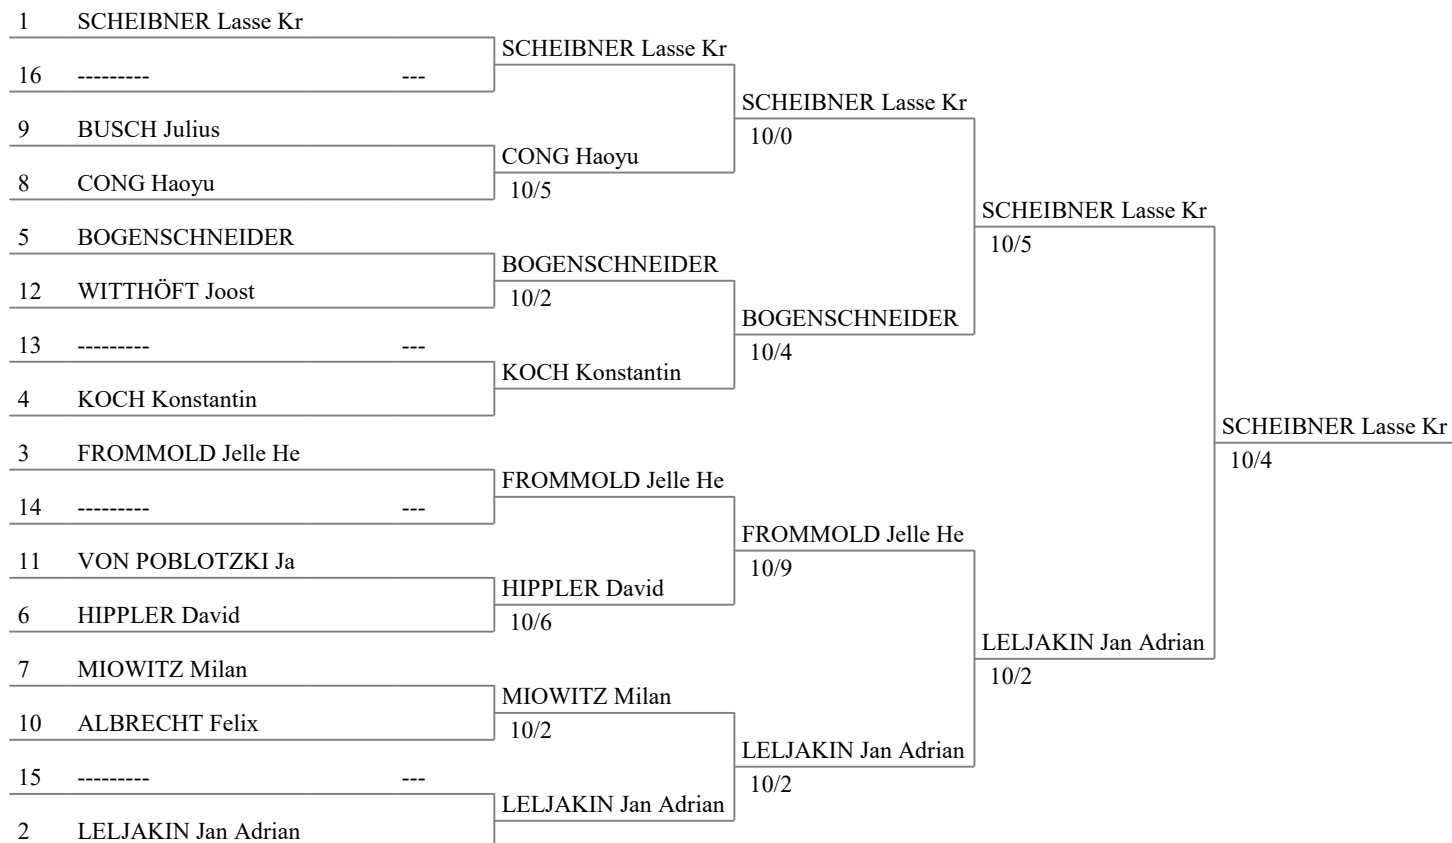 1 SCHEIBNER Lasse Kr
SCHEIBNER Lasse Kr
16 --------- ---
SCHEIBNER Lasse Kr
10/0
9 BUSCH Julius
CONG Haoyu
10/5
8 CONG Haoyu
SCHEIBNER Lasse Kr
10/5
5 BOGENSCHNEIDER
BOGENSCHNEIDER
10/2
12 WITTHÖFT Joost
BOGENSCHNEIDER
10/4
13 --------- ---
KOCH Konstantin
4 KOCH Konstantin
SCHEIBNER Lasse Kr
10/4
3 FROMMOLD Jelle He
FROMMOLD Jelle He
14 --------- ---
FROMMOLD Jelle He
10/9
11 VON POBLOTZKI Ja
HIPPLER David
10/6
6 HIPPLER David
LELJAKIN Jan Adrian
10/2
7 MIOWITZ Milan
MIOWITZ Milan
10/2
10 ALBRECHT Felix
LELJAKIN Jan Adrian
10/2
15 --------- ---
LELJAKIN Jan Adrian
2 LELJAKIN Jan Adrian